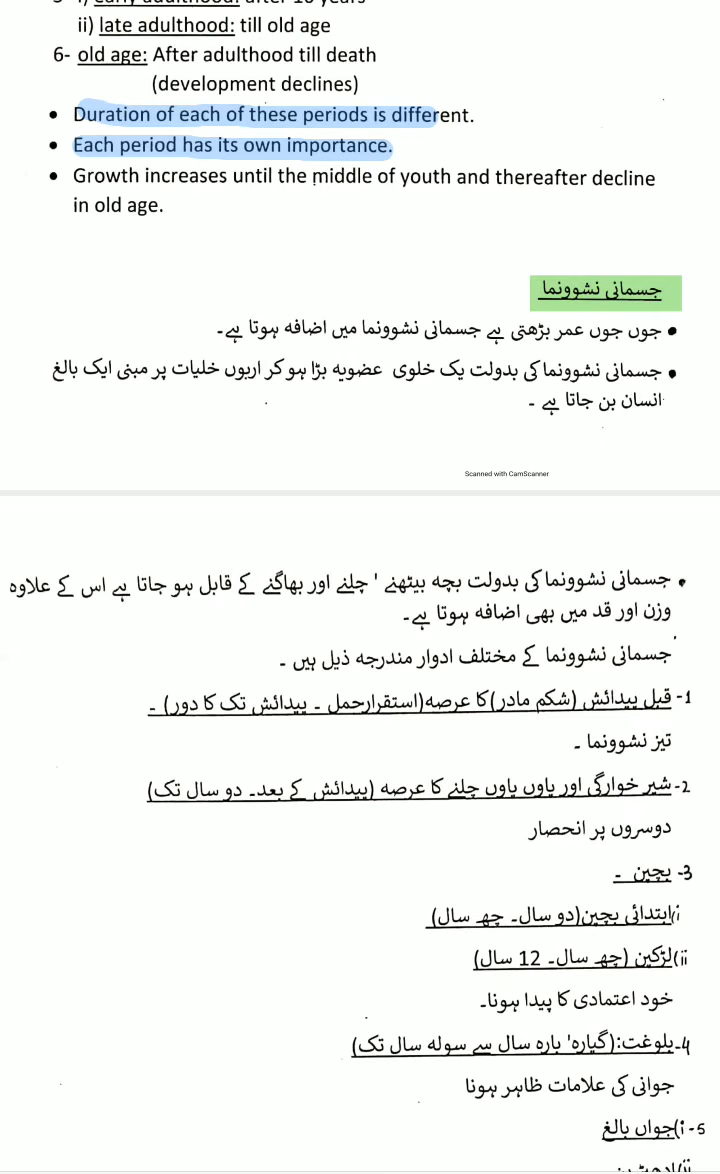 5- i) early adulthood: after 16 years
ii) late adulthood: till old age
6- old age: After adulthood till death
(development declines)
• Duration of each of these periods is different.
• Each period has its own importance.
• Growth increases until the middle of youth and thereafter decline
in old age.
جسمانی نشوونما
• جوں جوں عمر بڑھتی ہے جسمانی نشوونما میں اضافہ ہوتا ہے۔
• جسمانی نشوونما کی بدولت یک خلوی عضویہ بڑا ہو کر اربوں خلیات پر مبنی ایک بالغ
انسان بن جاتا ہے ۔
Scanned with CamScanner
• جسمانی نشوونما کی بدولت بچہ بیٹھنے ' چلنے اور بھاگنے کے قابل ہو جاتا ہے اس کے علاوہ
وزن اور قد میں بھی اضافہ ہوتا ہے۔
جسمانی نشوونما کے مختلف ادوار مندرجہ ذیل ہیں ۔
1- قبل پیدائش (شکم مادر)کا عرصہ(استقرارحمل ۔ پیدائش تک کا دور) ۔
تیز نشوونما ۔
2- شیر خوارگی اور پاوں پاوں چلنے کا عرصہ (پیدائش کے بعد۔ دو سال تک)
دوسروں پر انحصار
3- بچپن ۔
i)ابتدائی بچپن(دو سال۔ چھ سال)
ii)لڑکپن (چھ سال۔ 12 سال)
خود اعتمادی کا پیدا ہونا۔
4۔بلوغت:(گیارہ' بارہ سال سے سولہ سال تک)
جوانی کی علامات ظاہر ہونا
5- i)جواں بالغ